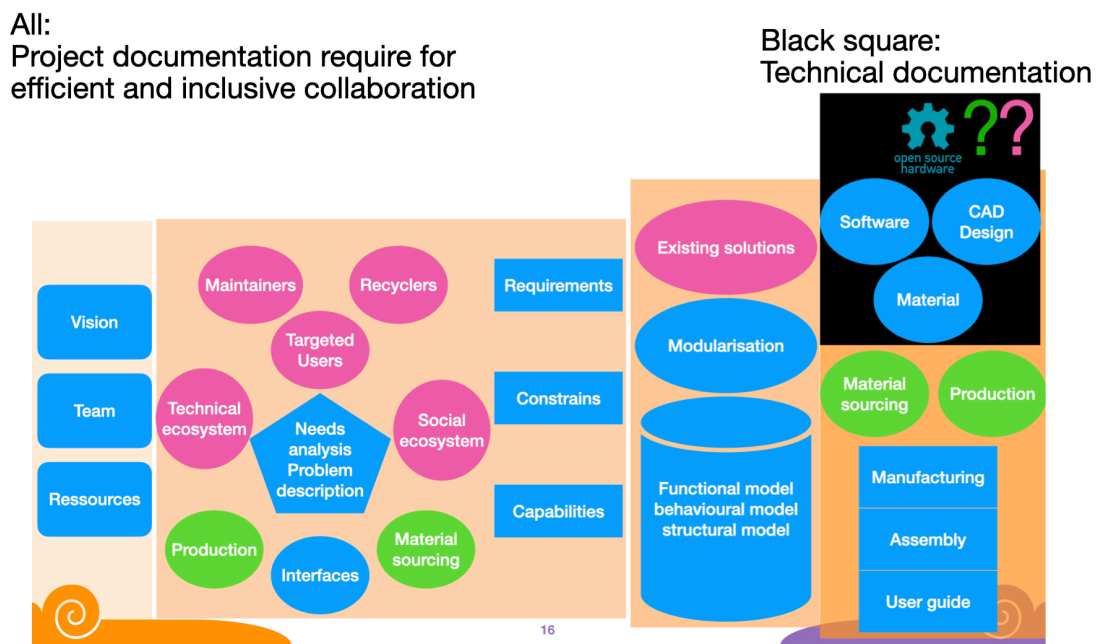 All:
Project documentation require for
efficient and inclusive collaboration
Black square:
Technical documentation
open source
hardware
??
Vision
Team
Ressources
Maintainers
Recyclers
Targeted
Users
Technical
ecosystem
Needs
analysis
Problem
description
Social
ecosystem
Production
Interfaces
Material
sourcing
Requirements
Constrains
Capabilities
Existing solutions
Modularisation
Functional model
behavioural model
structural model
Software
CAD
Design
Material
Material
sourcing
Production
Manufacturing
Assembly
User guide
16